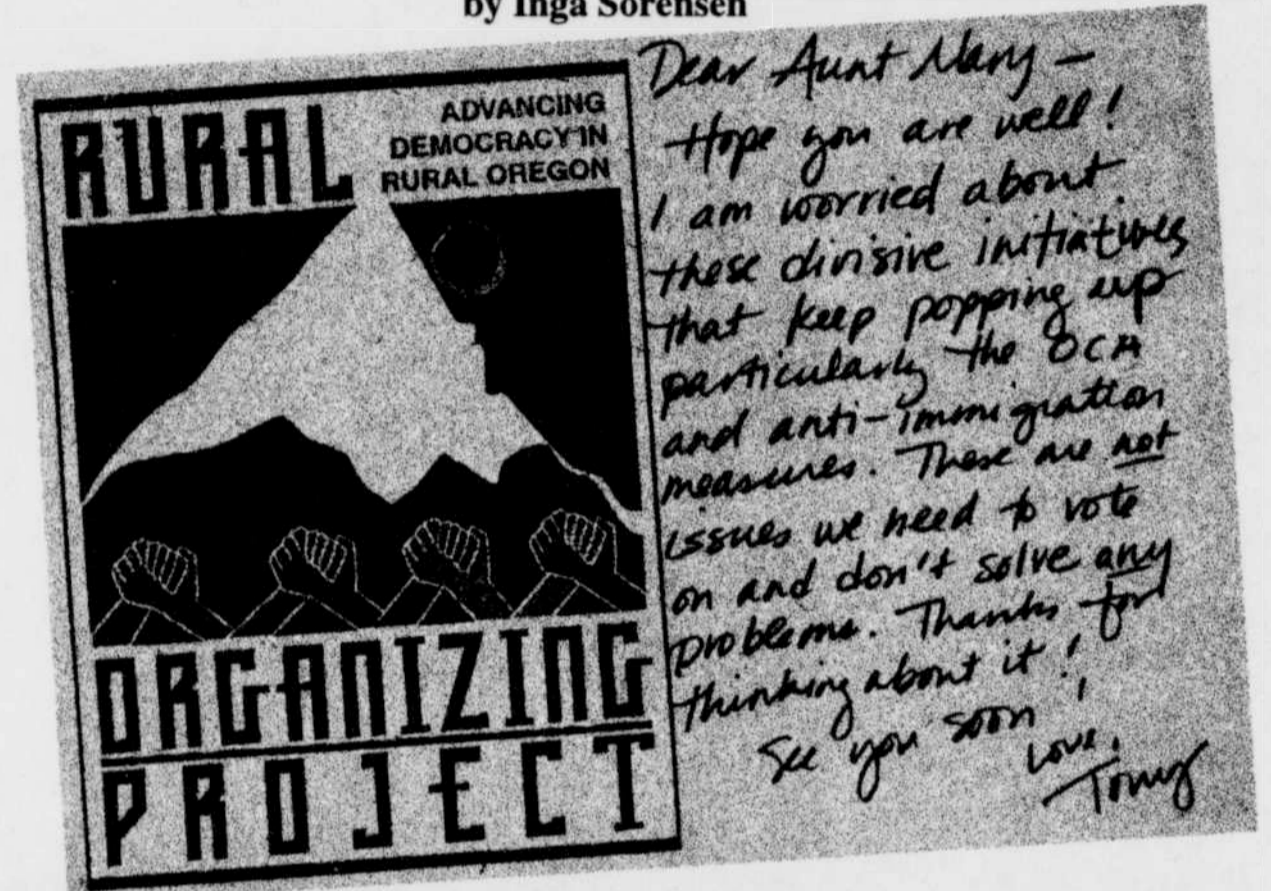 by Inga Sorensen
RURAL
ADVANCING
DEMOCRACY IN
RURAL OREGON
ORGANIZING
PROJECT
Dear Aunt Mary –
Hope you are well!
I am worried about
these divisive initiatives
that keep popping up
particularly the OCA
and anti-immigration
measures. These are not
issues we need to vote
on and don't solve any
problems. Thanks for
thinking about it!
See you soon!
Love,
Tony